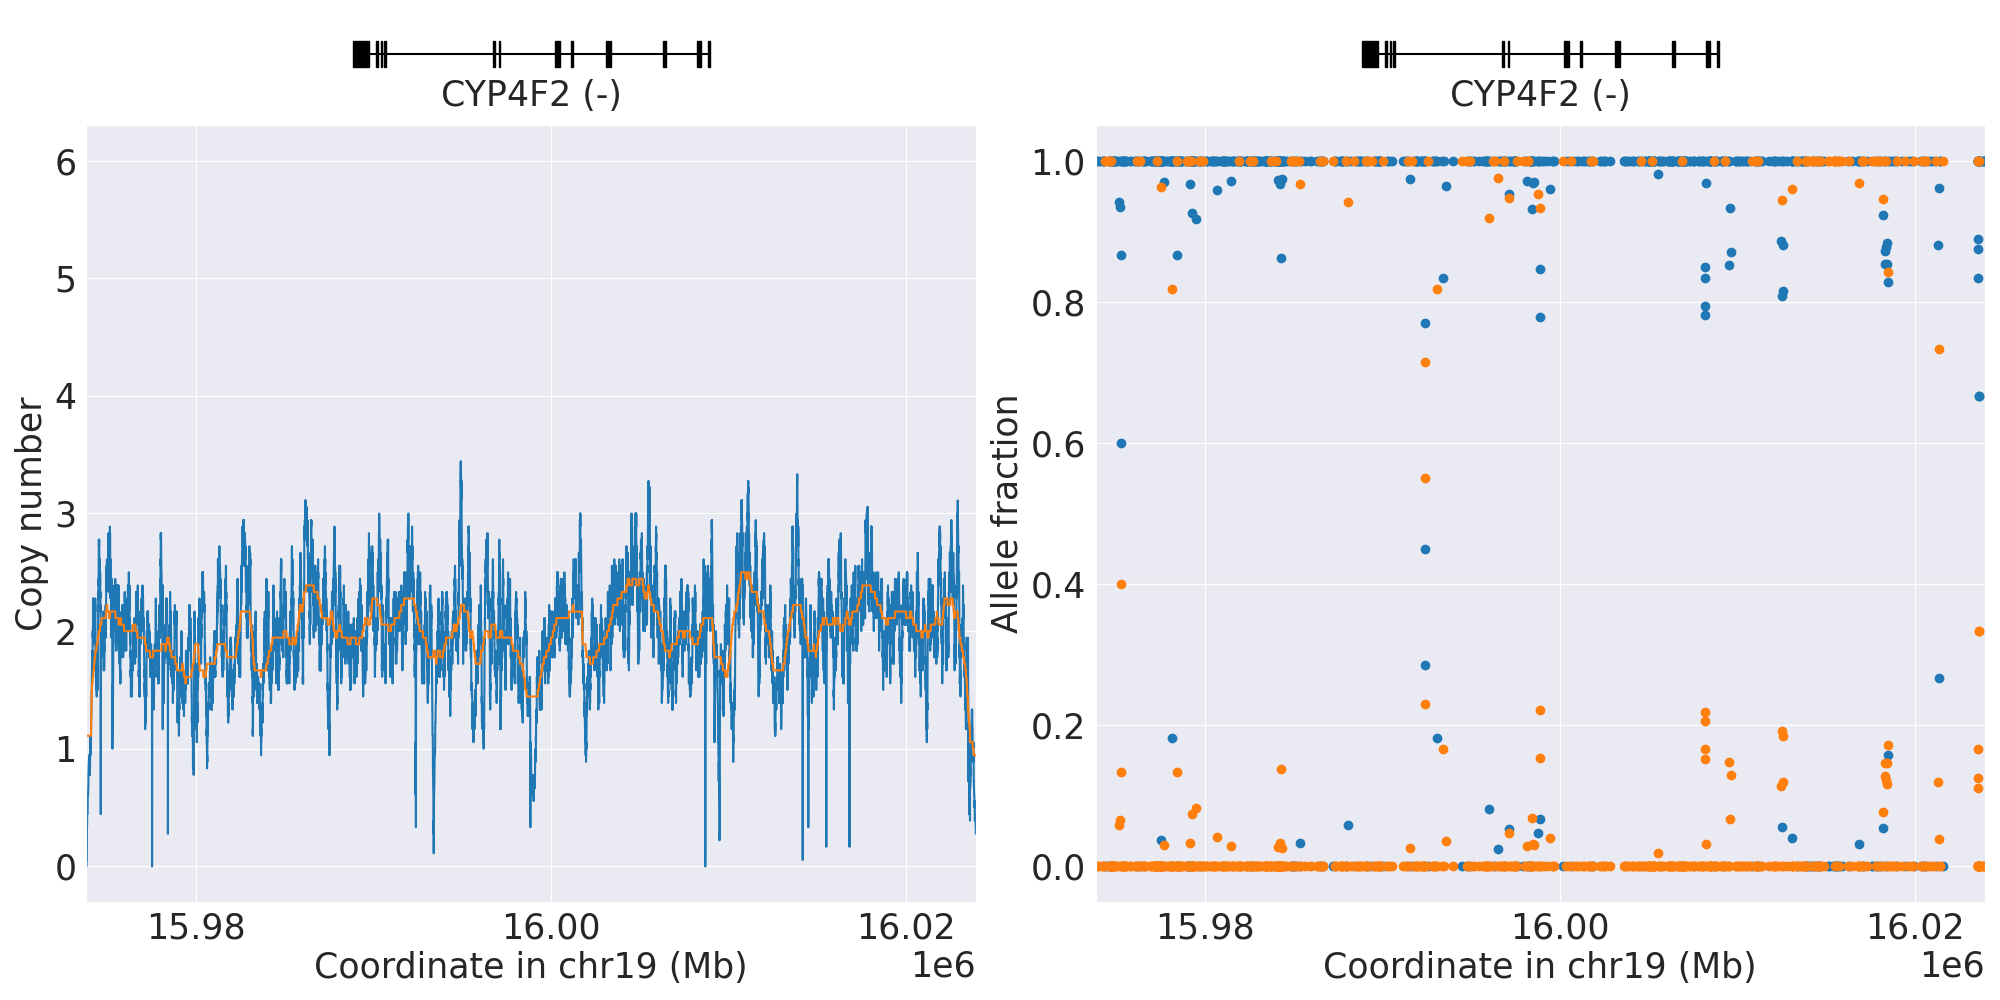 CYP4F2 (-)
Copy number
6
5
4
3
2
1
0
15.98
16.00
16.02
Coordinate in chr19 (Mb)
1e6
CYP4F2 (-)
Allele fraction
1.0
0.8
0.6
0.4
0.2
0.0
15.98
16.00
16.02
Coordinate in chr19 (Mb)
1e6